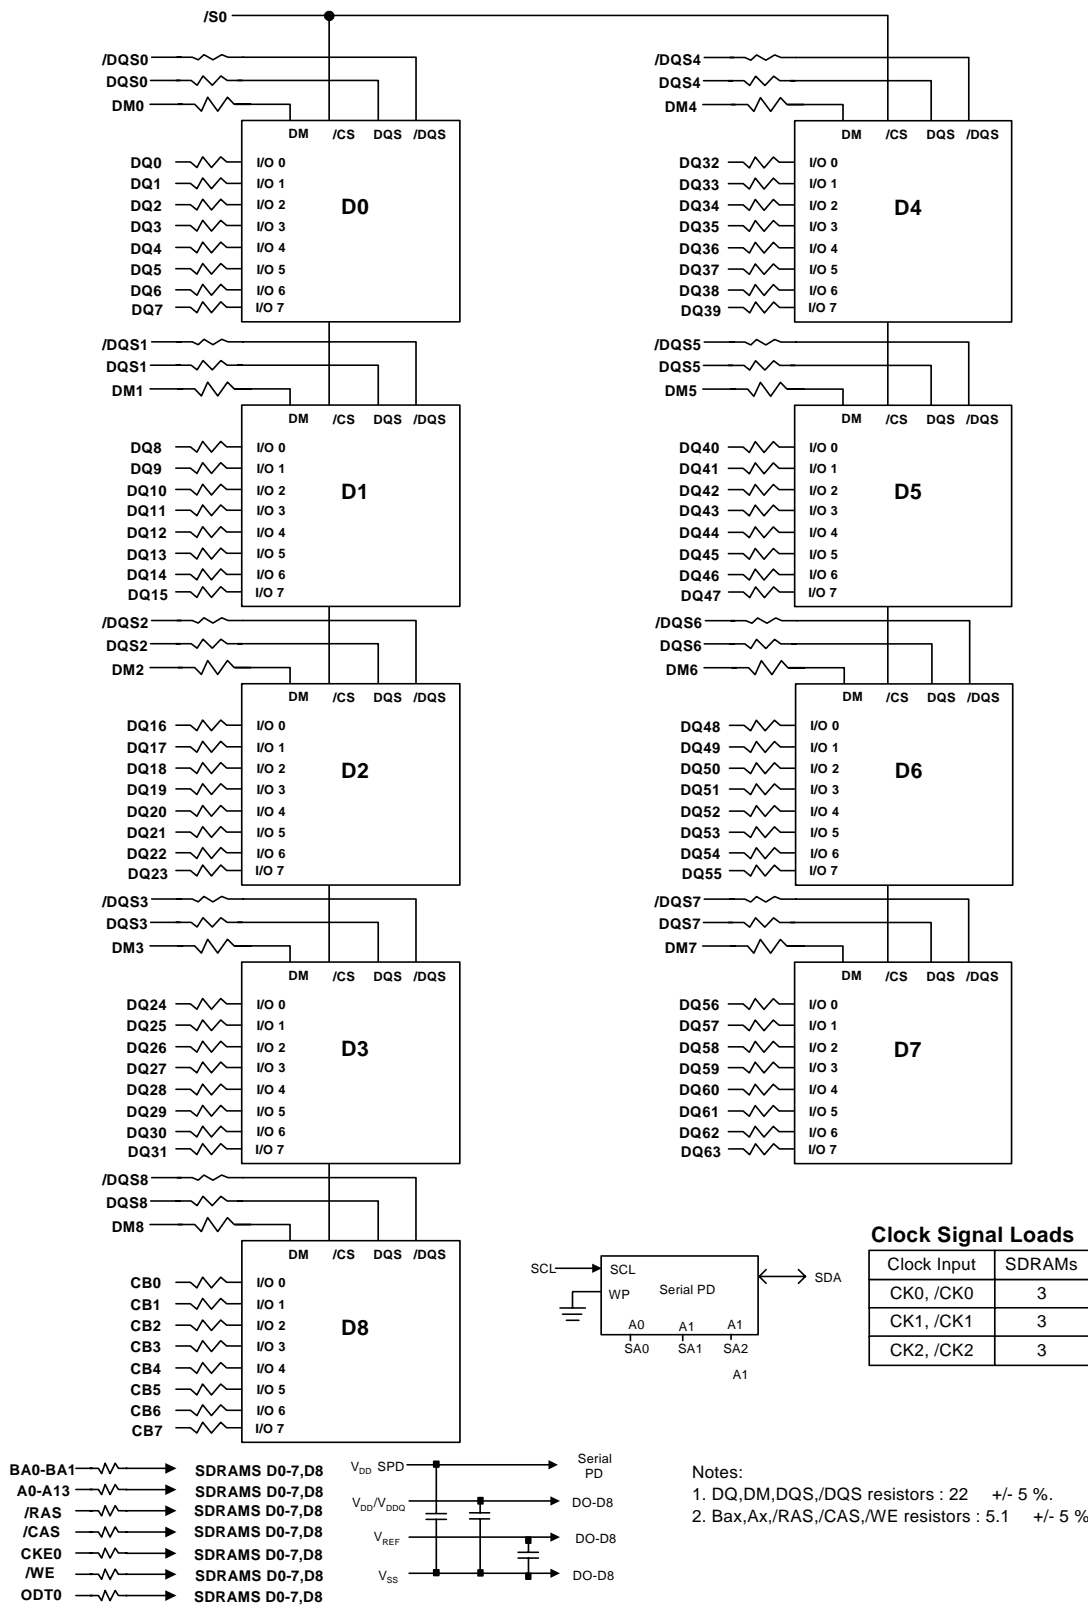 /S0
/DQS0
DQS0
DM0
DM /CS DQS /DQS
DQ0 I/O 0
DQ1 I/O 1
DQ2 I/O 2
D0
DQ3 I/O 3
DQ4 I/O 4
DQ5 I/O 5
DQ6 I/O 6
DQ7 I/O 7
/DQS1
DQS1
DM1
DM /CS DQS /DQS
DQ8 I/O 0
DQ9 I/O 1
DQ10 I/O 2
D1
DQ11 I/O 3
DQ12 I/O 4
DQ13 I/O 5
DQ14 I/O 6
DQ15 I/O 7
/DQS2
DQS2
DM2
DM /CS DQS /DQS
DQ16 I/O 0
DQ17 I/O 1
DQ18 I/O 2
D2
DQ19 I/O 3
DQ20 I/O 4
DQ21 I/O 5
DQ22 I/O 6
DQ23 I/O 7
/DQS3
DQS3
DM3
DM /CS DQS /DQS
DQ24 I/O 0
DQ25 I/O 1
DQ26 I/O 2
D3
DQ27 I/O 3
DQ28 I/O 4
DQ29 I/O 5
DQ30 I/O 6
DQ31 I/O 7
/DQS8
DQS8
DM8
DM /CS DQS /DQS
CB0 I/O 0
CB1 I/O 1
CB2 I/O 2
D8
CB3 I/O 3
CB4 I/O 4
CB5 I/O 5
CB6 I/O 6
CB7 I/O 7
/DQS4
DQS4
DM4
DM /CS DQS /DQS
DQ32 I/O 0
DQ33 I/O 1
DQ34 I/O 2
D4
DQ35 I/O 3
DQ36 I/O 4
DQ37 I/O 5
DQ38 I/O 6
DQ39 I/O 7
/DQS5
DQS5
DM5
DM /CS DQS /DQS
DQ40 I/O 0
DQ41 I/O 1
DQ42 I/O 2
D5
DQ43 I/O 3
DQ44 I/O 4
DQ45 I/O 5
DQ46 I/O 6
DQ47 I/O 7
/DQS6
DQS6
DM6
DM /CS DQS /DQS
DQ48 I/O 0
DQ49 I/O 1
DQ50 I/O 2
D6
DQ51 I/O 3
DQ52 I/O 4
DQ53 I/O 5
DQ54 I/O 6
DQ55 I/O 7
/DQS7
DQS7
DM7
DM /CS DQS /DQS
DQ56 I/O 0
DQ57 I/O 1
DQ58 I/O 2
D7
DQ59 I/O 3
DQ60 I/O 4
DQ61 I/O 5
DQ62 I/O 6
DQ63 I/O 7
SCL SCL
WP Serial PD
SDA
A0 A1 A1
SA0 SA1 SA2
A1
Clock Signal Loads
Clock Input SDRAMs
CK0, /CK0 3
CK1, /CK1 3
CK2, /CK2 3
BA0-BA1 SDRAMS D0-7,D8
A0-A13 SDRAMS D0-7,D8
/RAS SDRAMS D0-7,D8
/CAS SDRAMS D0-7,D8
CKE0 SDRAMS D0-7,D8
/WE SDRAMS D0-7,D8
ODT0 SDRAMS D0-7,D8
VDD SPD Serial PD
VDD/VDDQ DO-D8
VREF DO-D8
VSS DO-D8
Notes:
1. DQ,DM,DQS,/DQS resistors : 22 +/- 5 %.
2. Bax,Ax,/RAS,/CAS,/WE resistors : 5.1 +/- 5 %